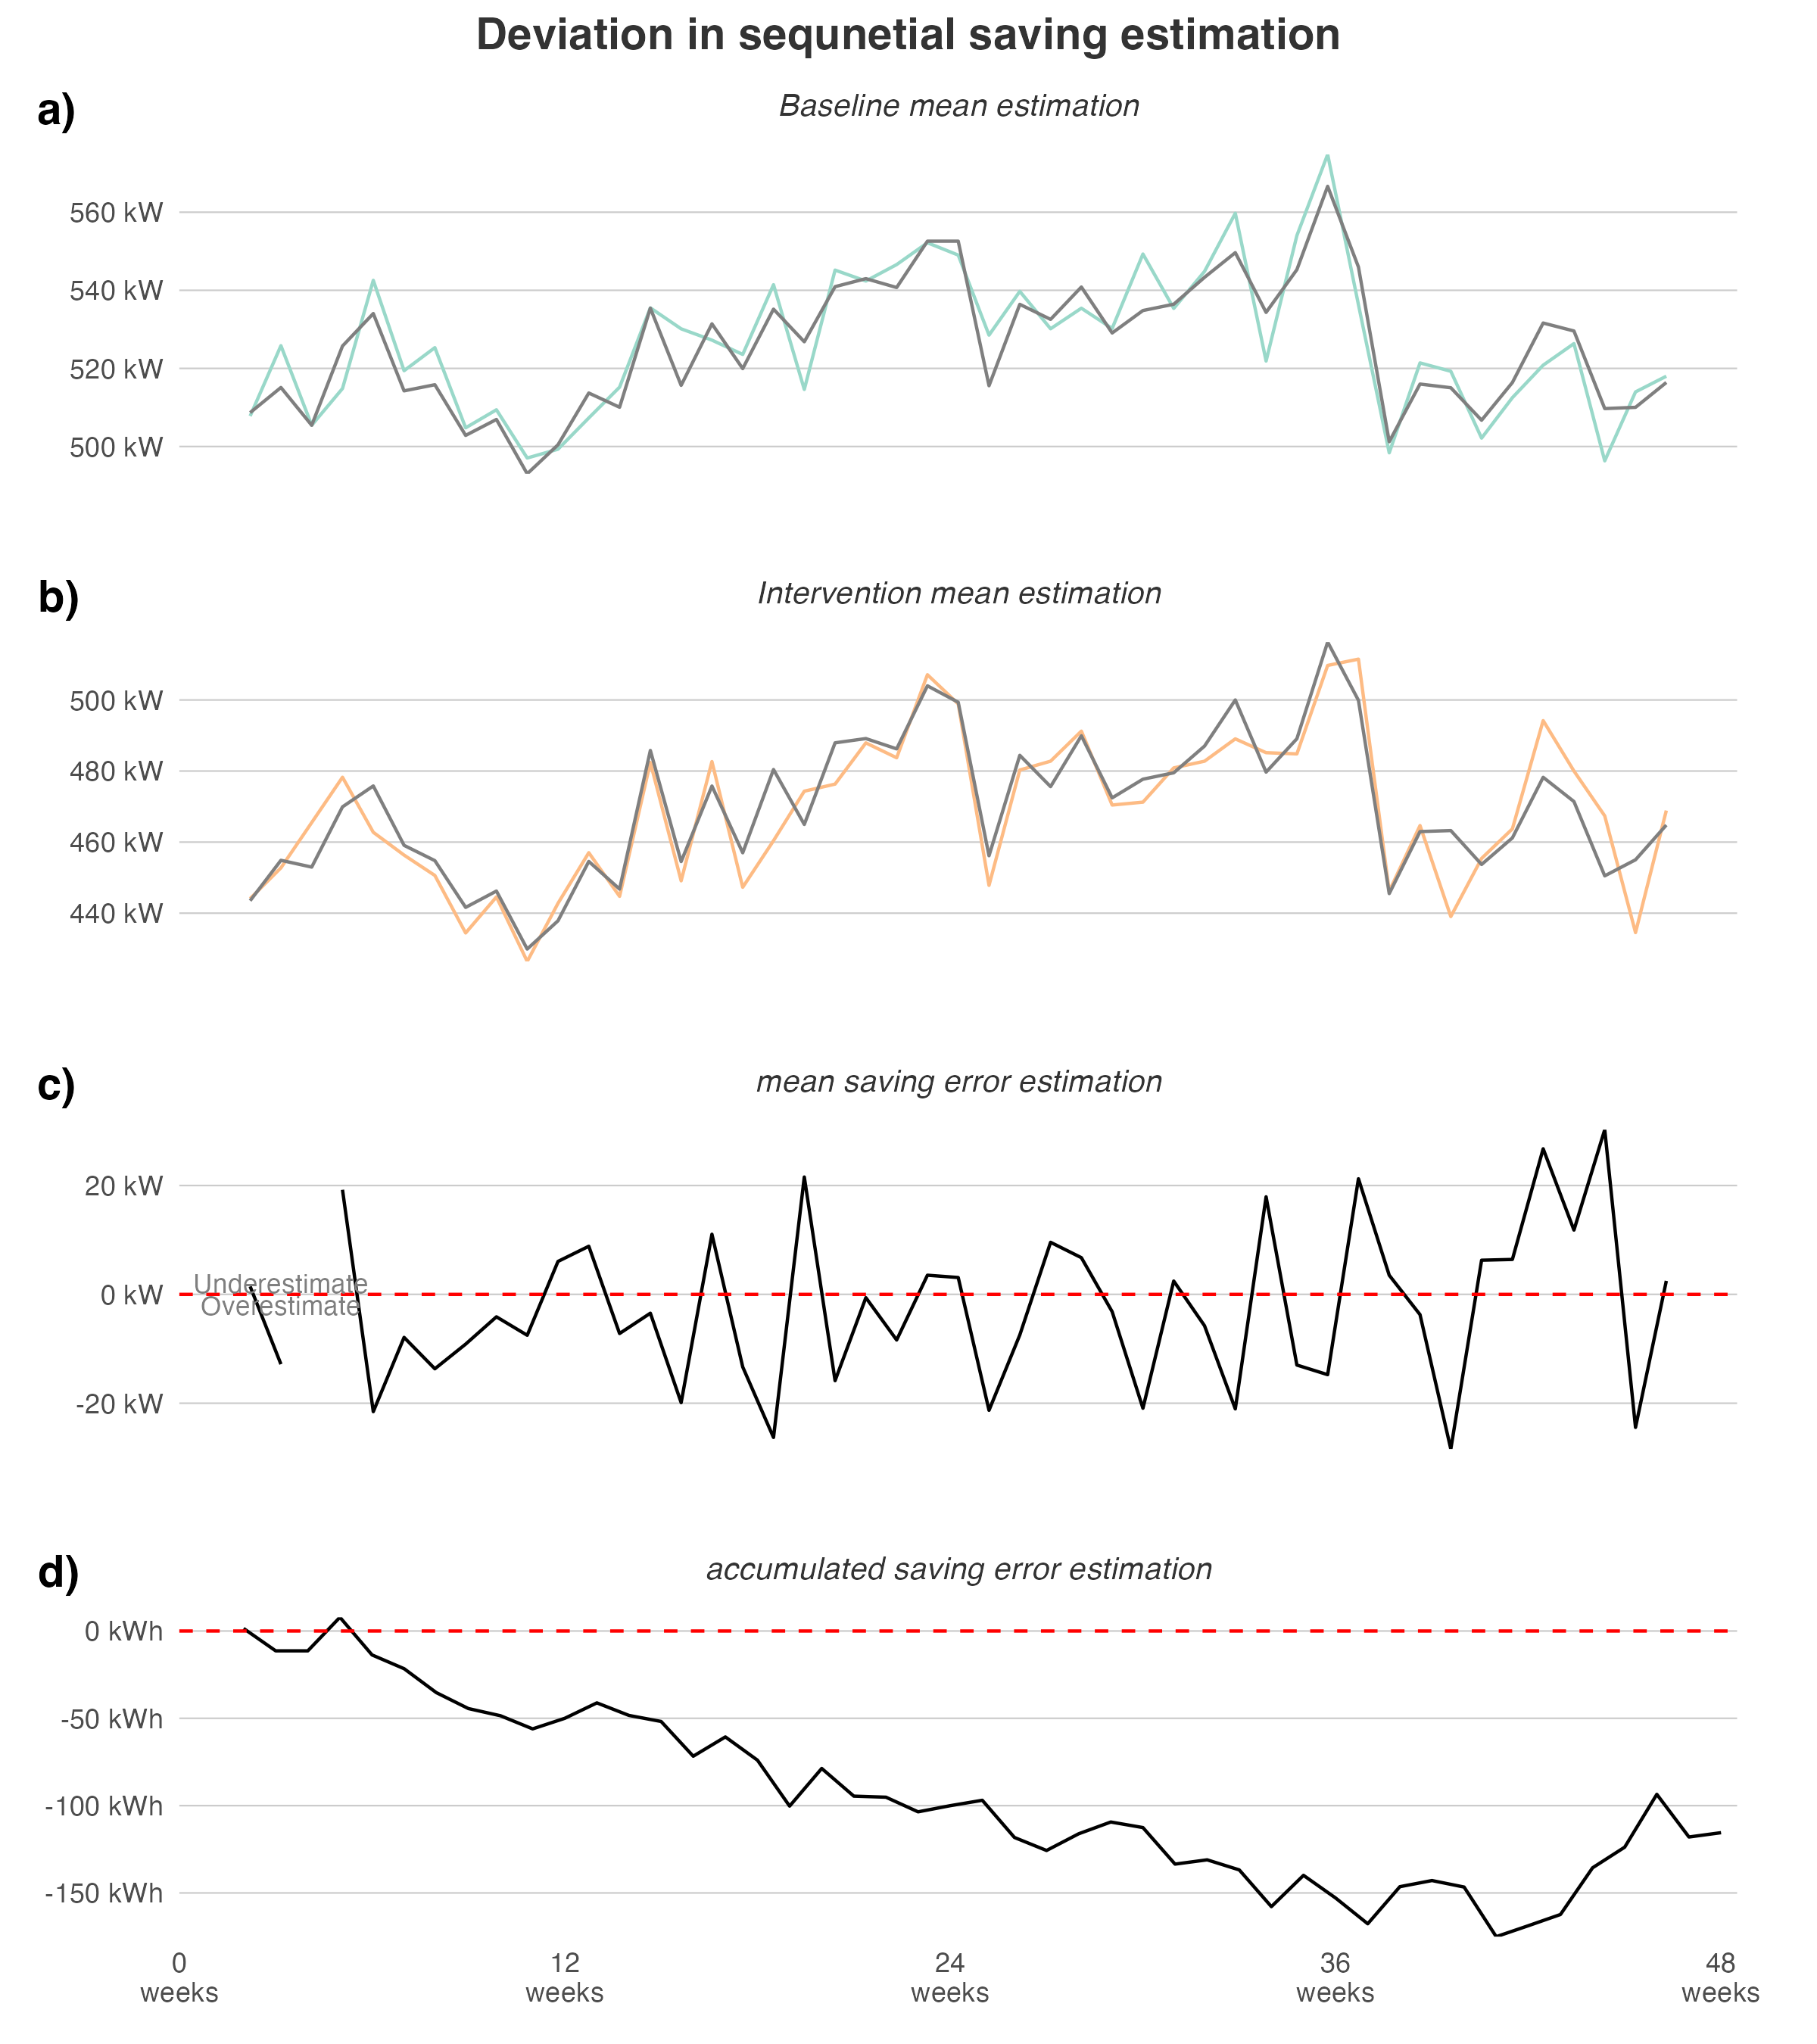 Deviation in sequnetial saving estimation
a)
Baseline mean estimation
560 kW
540 kW
520 kW
500 kW
b)
Intervention mean estimation
500 kW
480 kW
460 kW
440 kW
c)
mean saving error estimation
20 kW
Underestimate
0 kW
Overestimate
-20 kW
d)
accumulated saving error estimation
0 kWh
-50 kWh
-100 kWh
-150 kWh
0 12 24 36 48
weeks weeks weeks weeks weeks